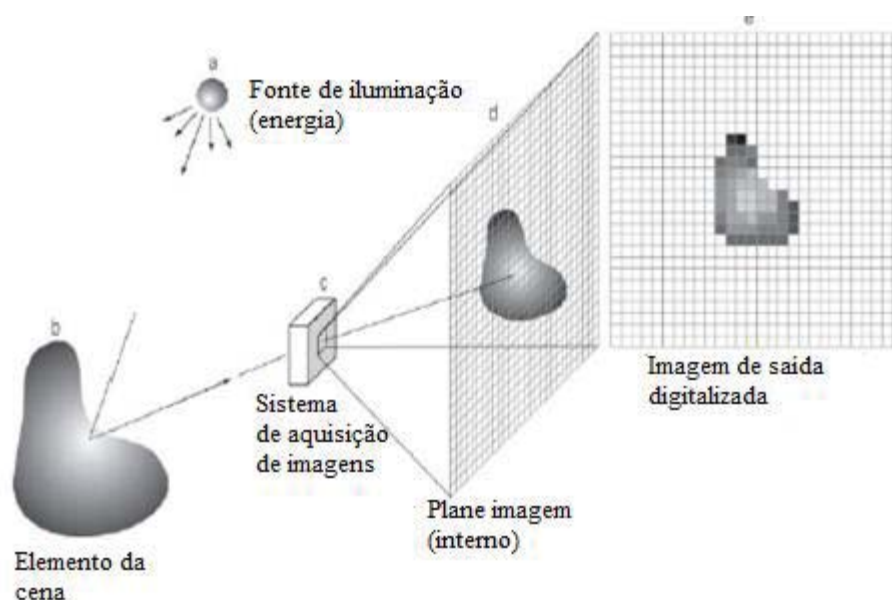 a
Fonte de iluminação
(energia)
b
c
Sistema
de aquisição
de imagens
d
Plane imagem
(interno)
e
Imagem de saída
digitalizada
Elemento da
cena